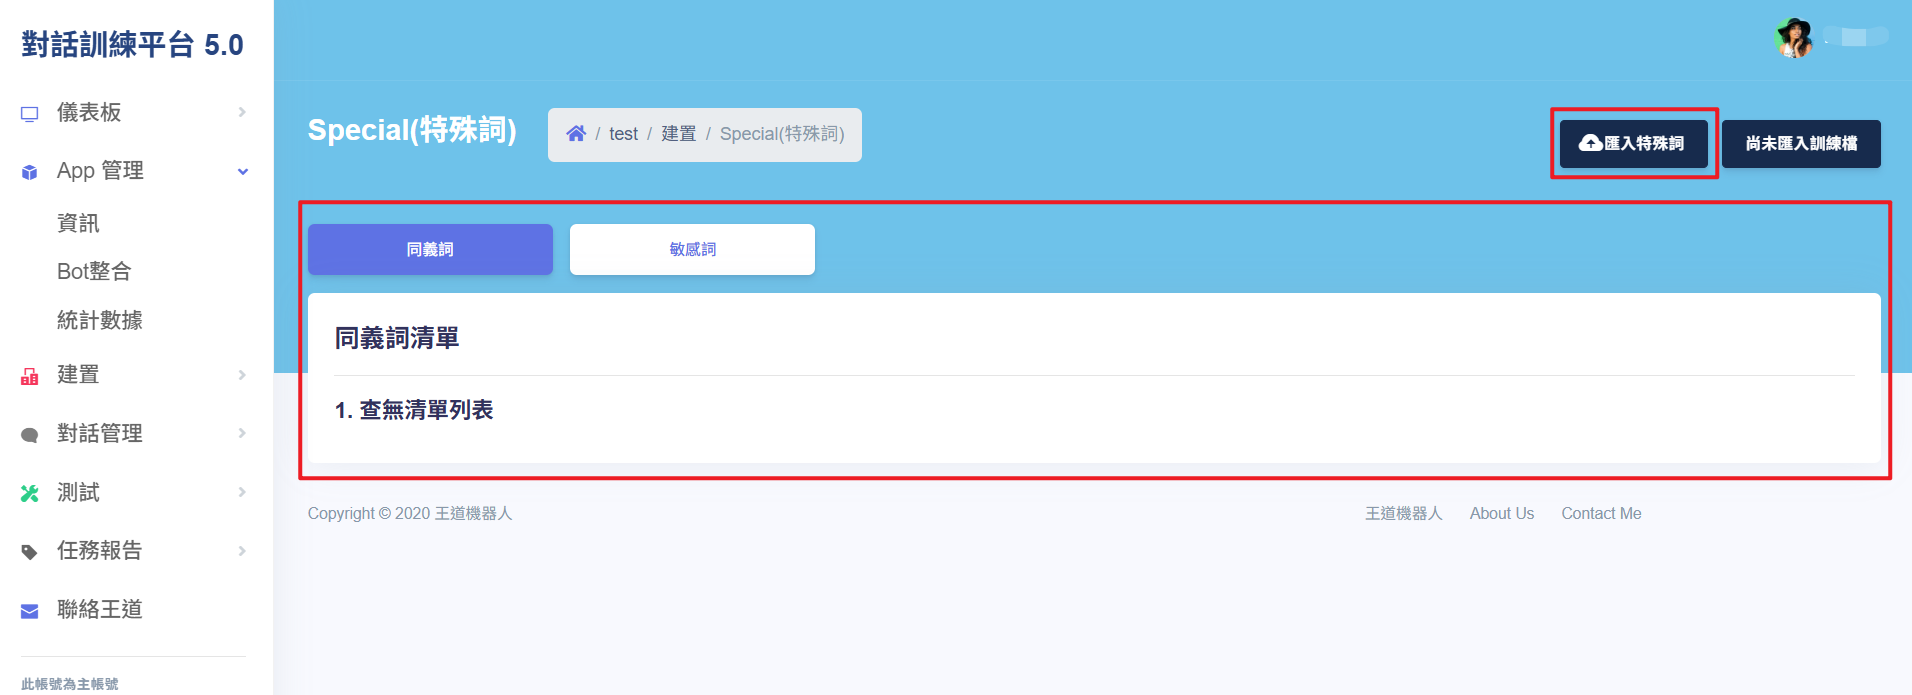 對話訓練平台 5.0
儀表板
App 管理
資訊
Bot整合
統計數據
建置
對話管理
測試
任務報告
聯絡王道
此帳號為主帳號
Special(特殊詞)
/ test / 建置 / Special(特殊詞)
匯入特殊詞
尚未匯入訓練檔
同義詞
敏感詞
同義詞清單
1. 查無清單列表
Copyright © 2020 王道機器人
王道機器人 About Us Contact Me